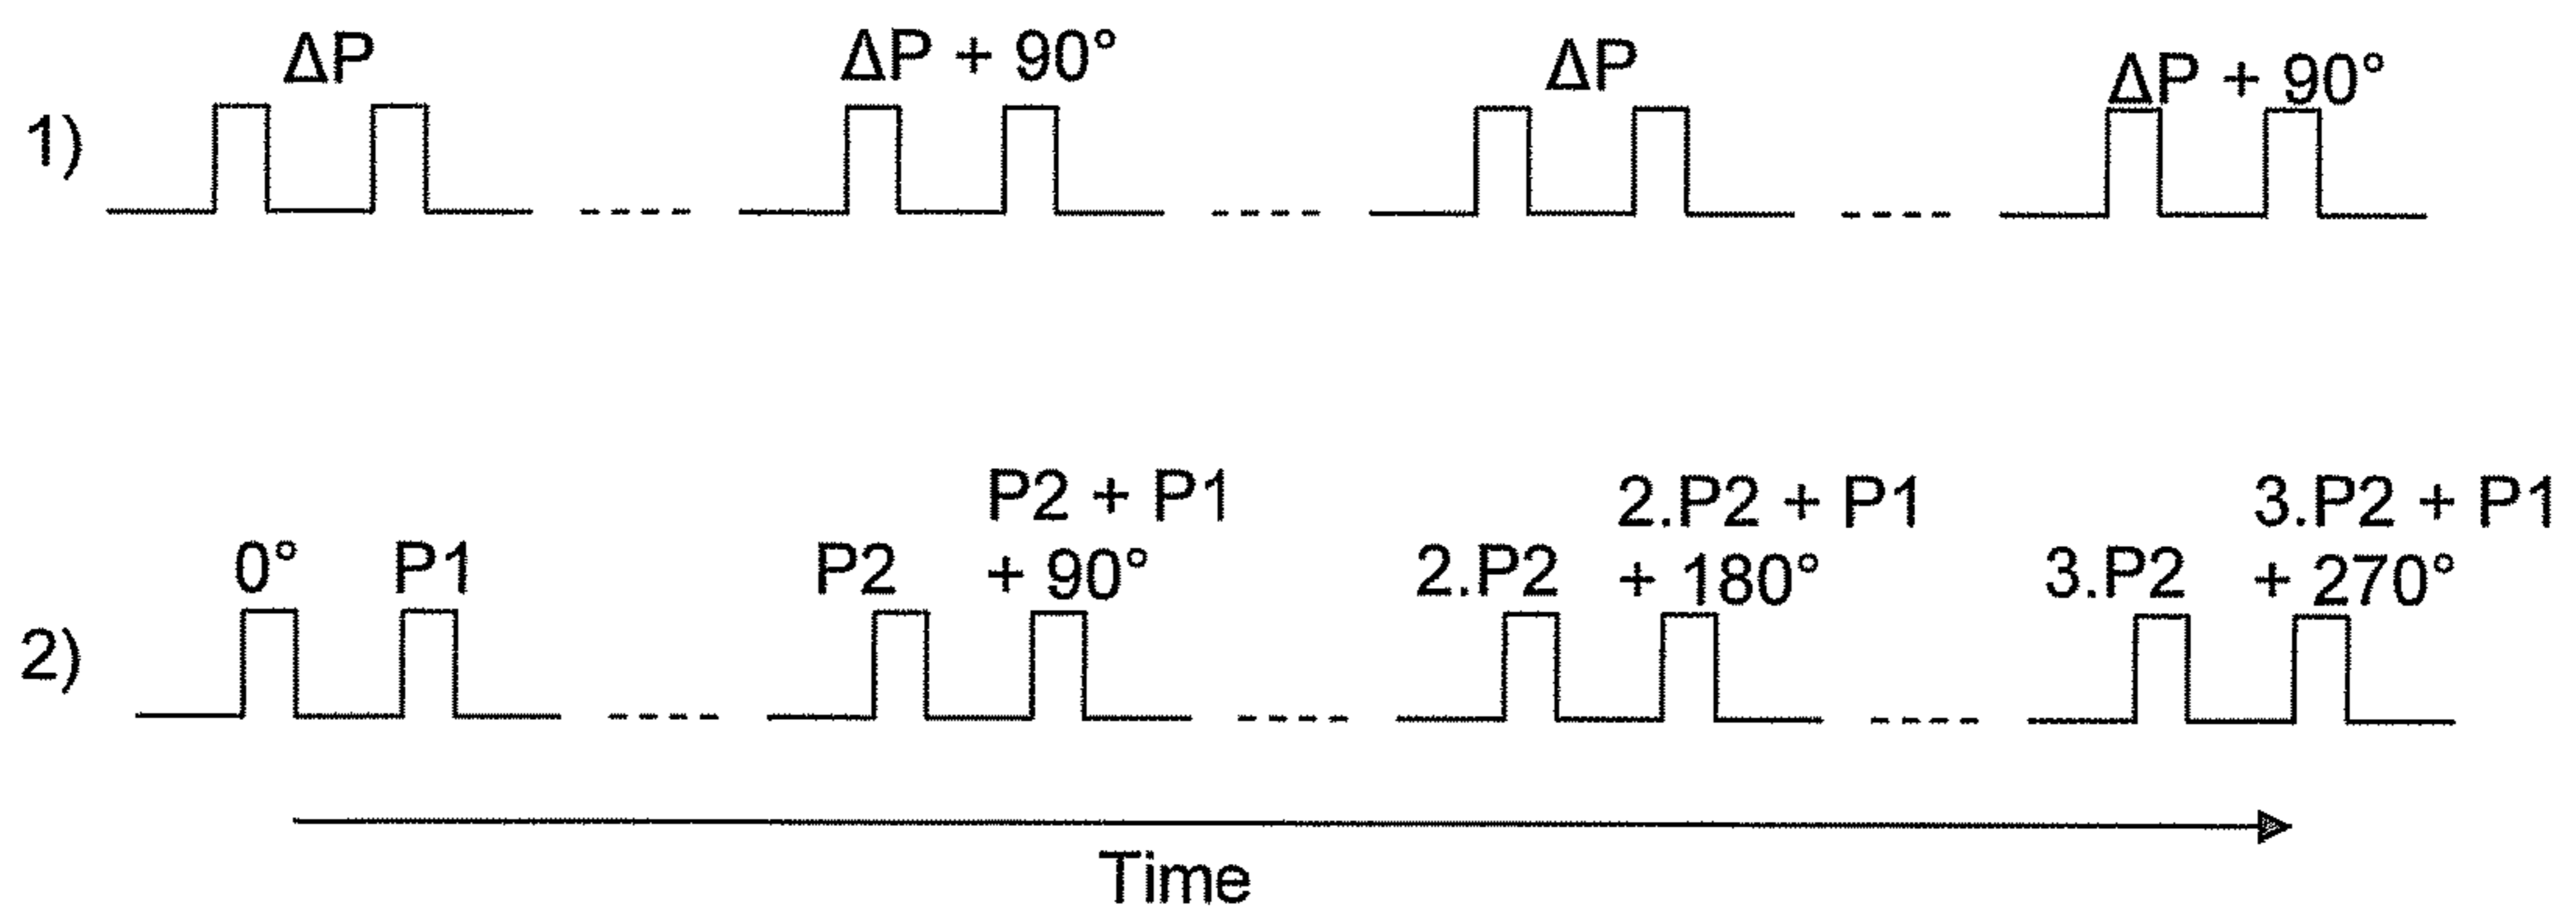 1)
ΔP
ΔP + 90°
ΔP
ΔP + 90°
2)
0°
P1
P2
P2 + P1
+ 90°
2.P2
2.P2 + P1
+ 180°
3.P2
3.P2 + P1
+ 270°
Time